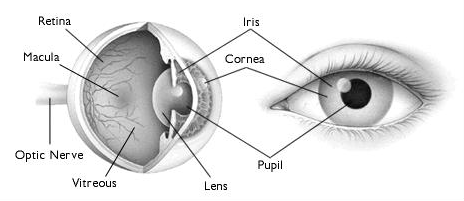 Retina
Iris
Macula
Cornea
Optic Nerve
Vitreous
Lens
Pupil